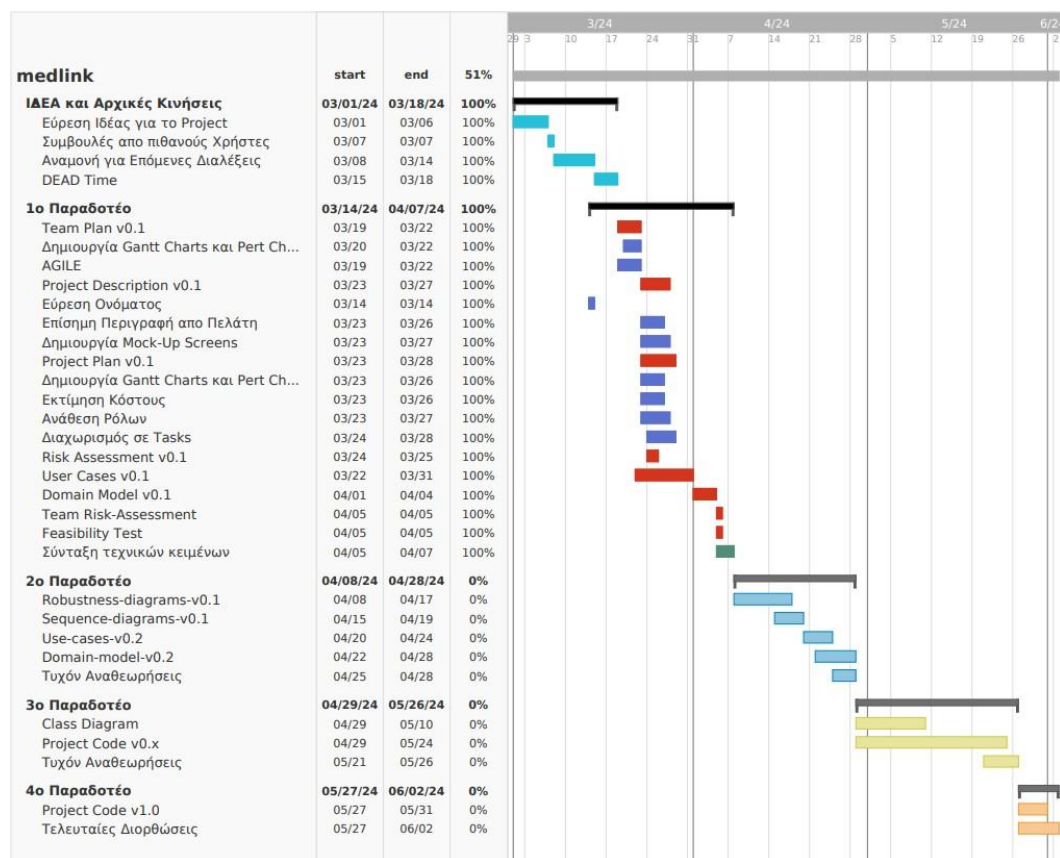 3/24 4/24 5/24 6/24
29 3 10 17 24 31 7 14 21 28 5 12 19 26 2
medlink start end 51%
ΙΔΕΑ και Αρχικές Κινήσεις 03/01/24 03/18/24 100%
Εύρεση Ιδέας για το Project 03/01 03/06 100%
Συμβουλές απο πιθανούς Χρήστες 03/07 03/07 100%
Αναμονή για Επόμενες Διαλέξεις 03/08 03/14 100%
DEAD Time 03/15 03/18 100%
1ο Παραδοτέο 03/14/24 04/07/24 100%
Team Plan v0.1 03/19 03/22 100%
Δημιουργία Gantt Charts και Pert Ch... 03/20 03/22 100%
AGILE 03/19 03/22 100%
Project Description v0.1 03/23 03/27 100%
Εύρεση Ονόματος 03/14 03/14 100%
Επίσημη Περιγραφή απο Πελάτη 03/23 03/26 100%
Δημιουργία Mock-Up Screens 03/23 03/27 100%
Project Plan v0.1 03/23 03/28 100%
Δημιουργία Gantt Charts και Pert Ch... 03/23 03/26 100%
Εκτίμηση Κόστους 03/23 03/26 100%
Ανάθεση Ρόλων 03/23 03/27 100%
Διαχωρισμός σε Tasks 03/24 03/28 100%
Risk Assessment v0.1 03/24 03/25 100%
User Cases v0.1 03/22 03/31 100%
Domain Model v0.1 04/01 04/04 100%
Team Risk-Assessment 04/05 04/05 100%
Feasibility Test 04/05 04/05 100%
Σύνταξη τεχνικών κειμένων 04/05 04/07 100%
2ο Παραδοτέο 04/08/24 04/28/24 0%
Robustness-diagrams-v0.1 04/08 04/17 0%
Sequence-diagrams-v0.1 04/15 04/19 0%
Use-cases-v0.2 04/20 04/24 0%
Domain-model-v0.2 04/22 04/28 0%
Τυχόν Αναθεωρήσεις 04/25 04/28 0%
3ο Παραδοτέο 04/29/24 05/26/24 0%
Class Diagram 04/29 05/10 0%
Project Code v0.x 04/29 05/24 0%
Τυχόν Αναθεωρήσεις 05/21 05/26 0%
4ο Παραδοτέο 05/27/24 06/02/24 0%
Project Code v1.0 05/27 05/31 0%
Τελευταίες Διορθώσεις 05/27 06/02 0%